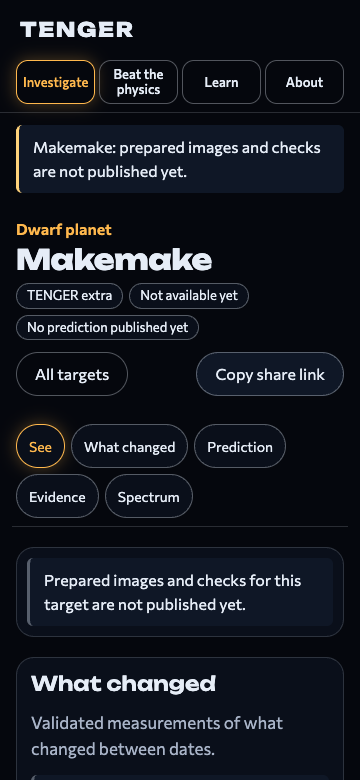 TENGER
Investigate
Beat the
physics
Learn
About
Makemake: prepared images and checks
are not published yet.
Dwarf planet
Makemake
TENGER extra
Not available yet
No prediction published yet
All targets
Copy share link
See
What changed
Prediction
Evidence
Spectrum
Prepared images and checks for this
target are not published yet.
What changed
Validated measurements of what
changed between dates.